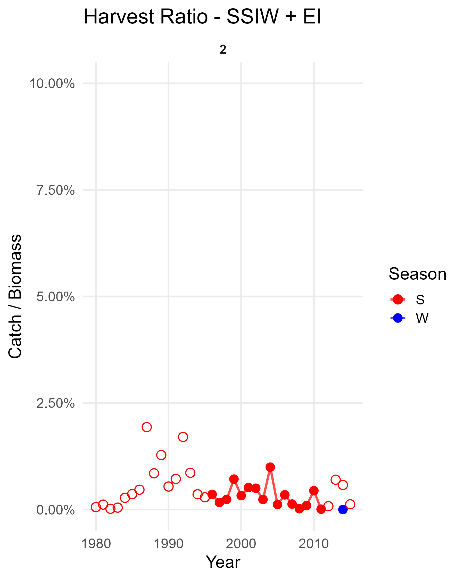 Harvest Ratio - SSIW + EI
2
10.00%
7.50%
5.00%
2.50%
0.00%
Catch / Biomass
1980 1990 2000 2010
Year
Season
S
W